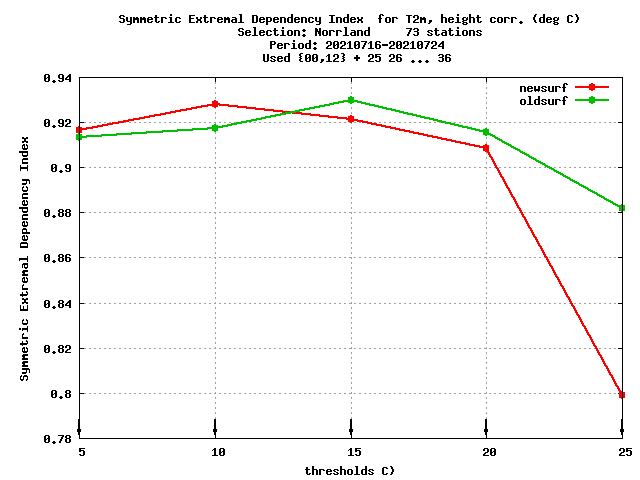 Symmetric Extremal Dependency Index  for T2m, height corr. (deg C)
Selection: Norrland     73 stations
Period: 20210716-20210724
Used {00,12} + 25 26 ... 36
newsurf
oldsurf
Symmetric Extremal Dependency Index
0.94
0.92
0.9
0.88
0.86
0.84
0.82
0.8
0.78
5 10 15 20 25
thresholds C)